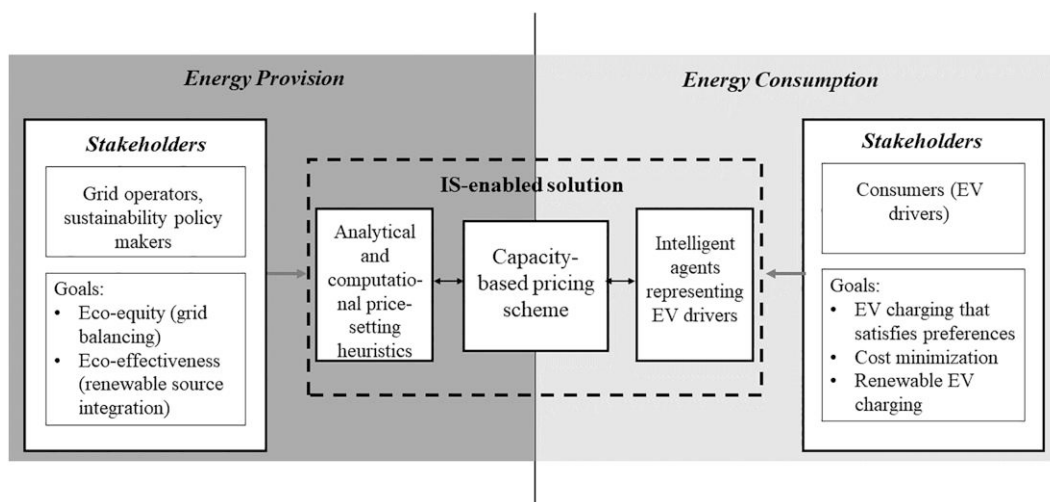 Energy Provision
Energy Consumption
Stakeholders
Grid operators,
sustainability policy
makers
Goals:
• Eco-equity (grid
balancing)
• Eco-effectiveness
(renewable source
integration)
IS-enabled solution
Analytical
and
computatio-
nal price-
setting
heuristics
Capacity-
based pricing
scheme
Intelligent
agents
representing
EV drivers
Stakeholders
Consumers (EV
drivers)
Goals:
• EV charging that
satisfies preferences
• Cost minimization
• Renewable EV
charging